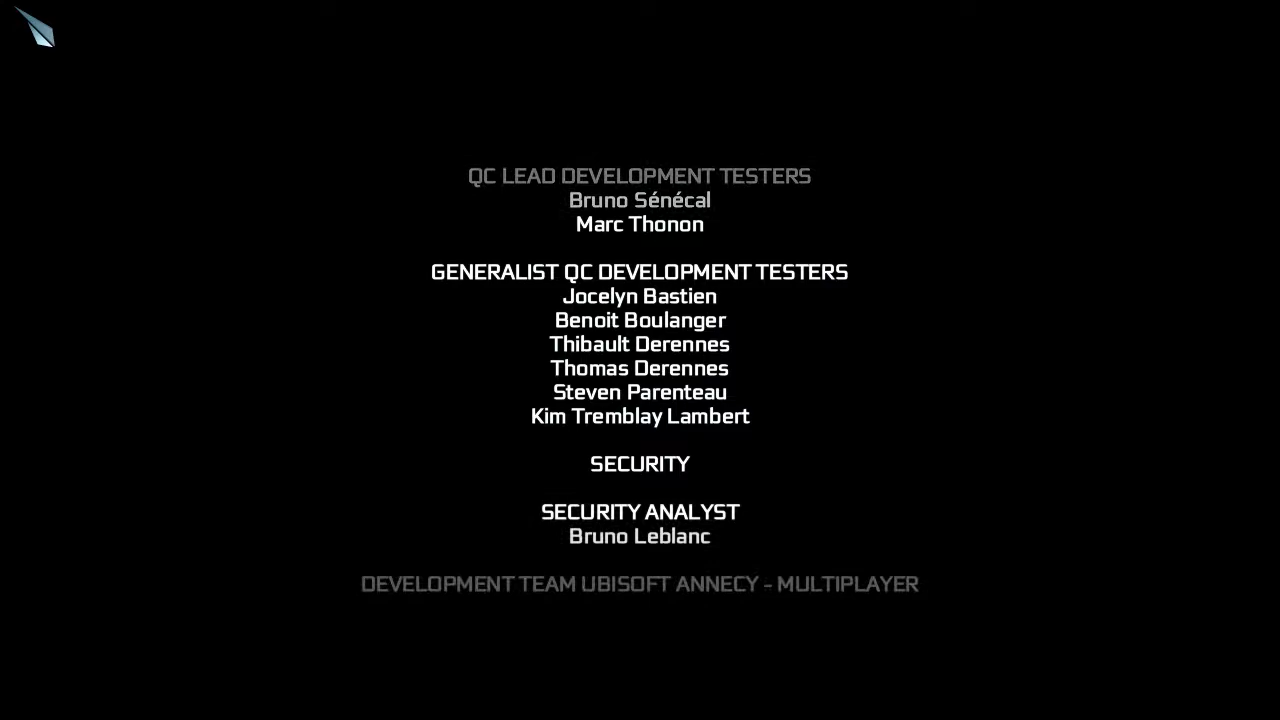 QC LEAD DEVELOPMENT TESTERS
Bruno Sénécal
Marc Thonon
GENERALIST QC DEVELOPMENT TESTERS
Jocelyn Bastien
Benoit Boulanger
Thibault Derennes
Thomas Derennes
Steven Parenteau
Kim Tremblay Lambert
SECURITY
SECURITY ANALYST
Bruno Leblanc
DEVELOPMENT TEAM UBISOFT ANNECY - MULTIPLAYER